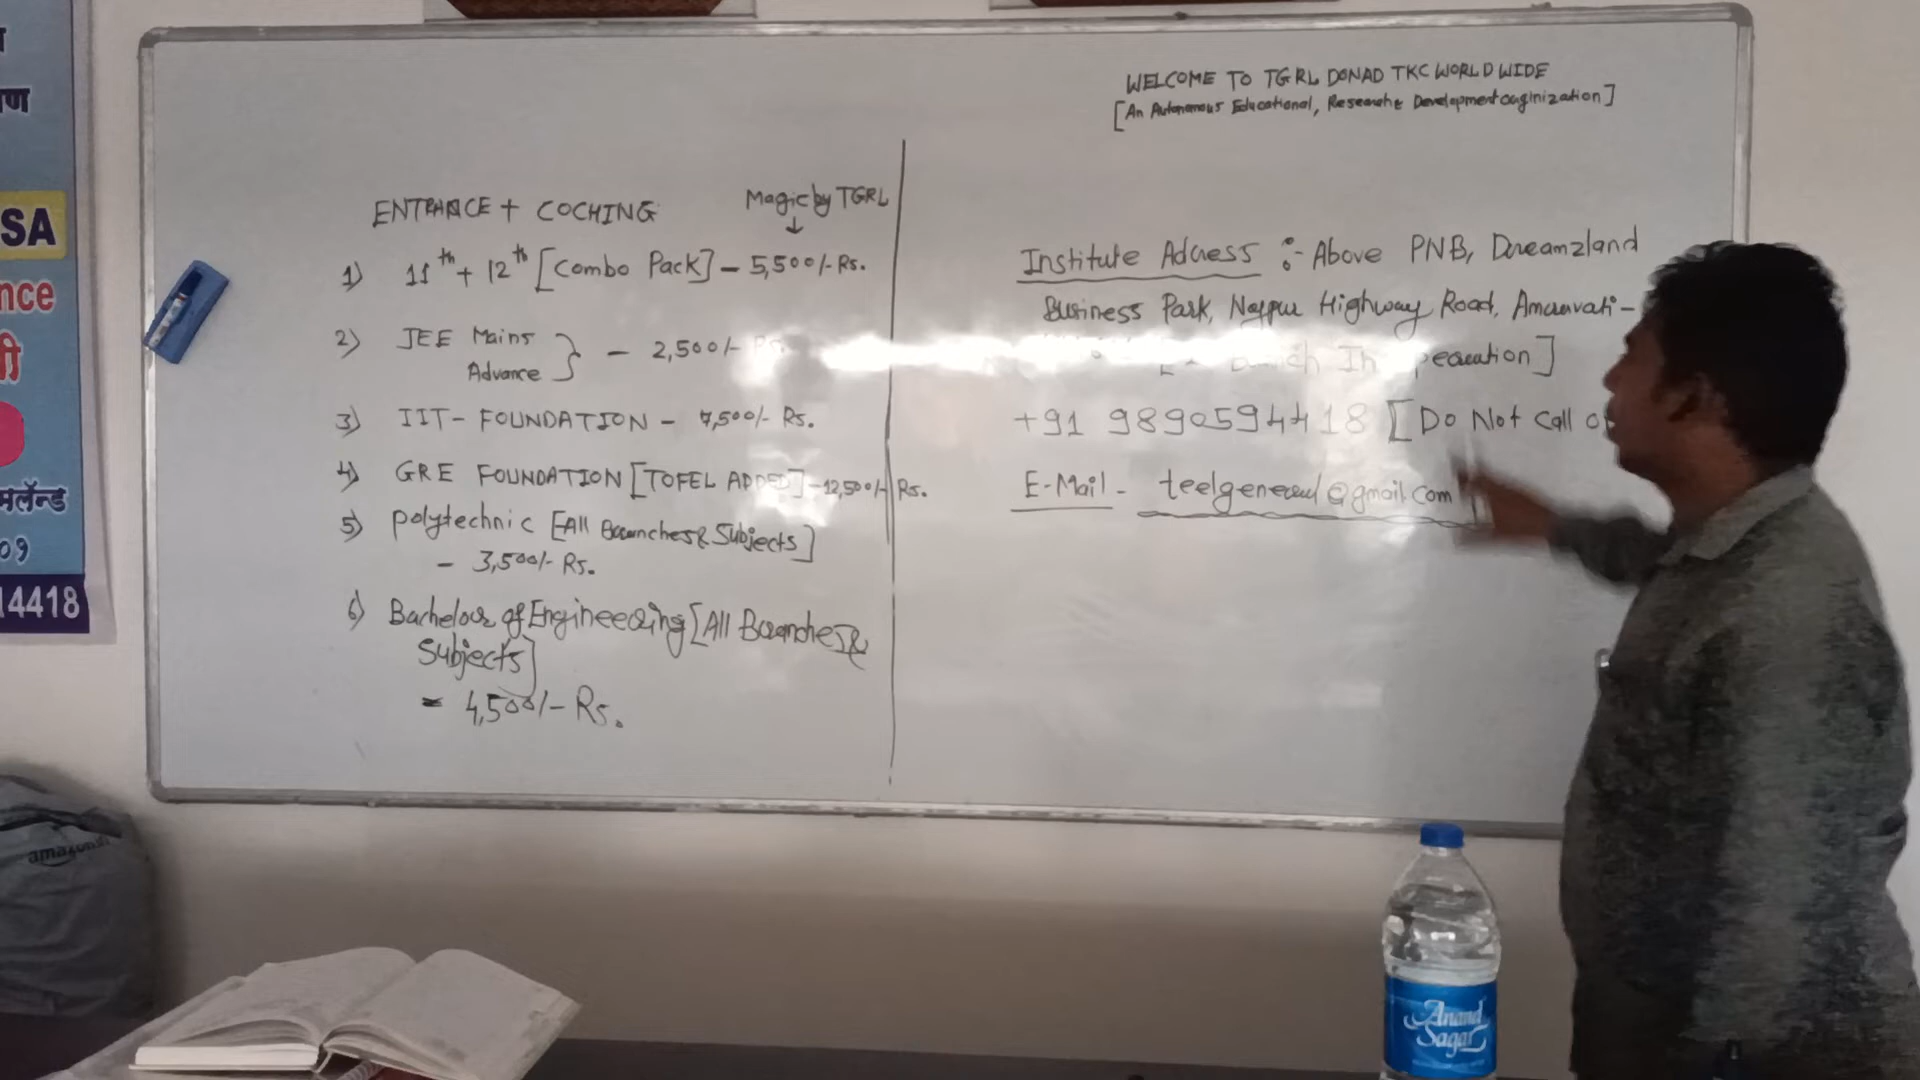 WELCOME TO TGRL DONAD TKC WORLD WIDE
[An Autonomous Educational, Research & Development
ENTRANCE + COCHING
Magic by TGRL
1) 11th + 12th [Combo Pack] - 5,500/- Rs.
2) JEE Mains
Advance } - 2,500/- Rs.
3) IIT - FOUNDATION - 7,500/- Rs.
4) GRE FOUNDATION [TOFEL ADDED] - 12,500/- Rs.
5) Polytechnic [All Branches & Subjects]
- 3,500/- Rs.
6) Bachelour of Engineering [All Branches &
Subjects]
= 4,500/- Rs.
Institute Adress :- Above PNB, Dreamzland
Business Park, Nagpur Highway Road, Amravati -
In
+91 9890594418 [Do Not Call
E-Mail - teelgeneral@gmail.com
SA
nce
09
14418
amazon
Anand
Sagar